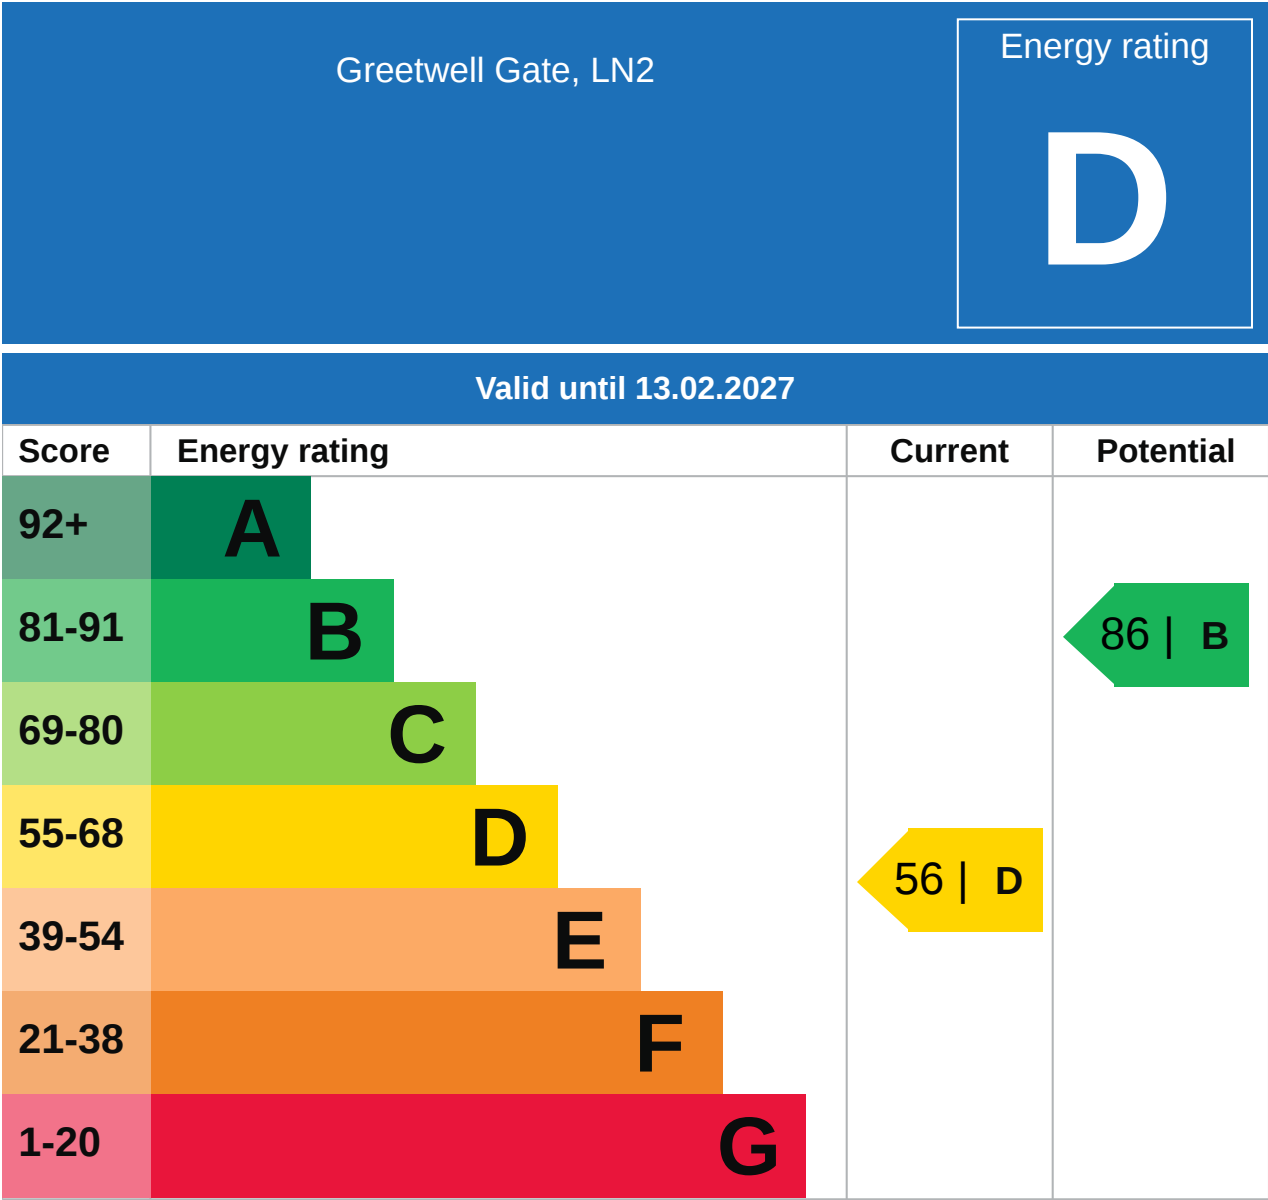 Greetwell Gate, LN2
Energy rating
D
Valid until 13.02.2027
Score Energy rating Current Potential
92+ A
81-91 B
86 | B
69-80 C
55-68 D
56 | D
39-54 E
21-38 F
1-20 G